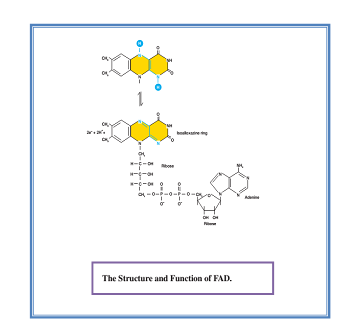 H
O
CH₃
N
NH
CH₃
O
N
N
H
O
CH₃
N
NH
2e⁻ + 2H⁺
CH₃
N
N
O
Isoalloxazine ring
CH₂
H — C — OH
Ribose
H — C — OH
H — C — OH
CH₂ — O — P — O — P — O — CH₂
O O
O⁻ O⁻
NH₂
N
N
N
N
Adenine
O
OH OH
Ribose
The Structure and Function of FAD.